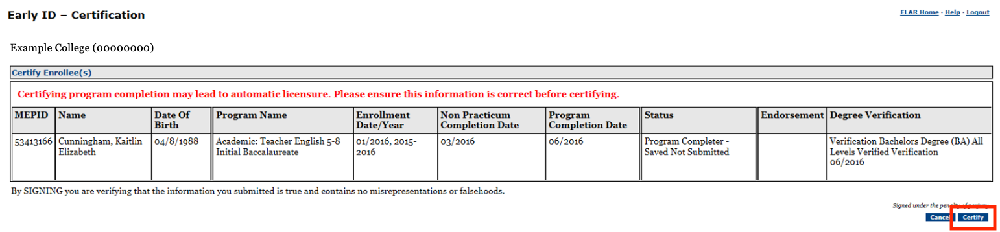 Early ID – Certification
ELAR Home · Help · Logout
Example College (00000000)
Certify Enrollee(s)
Certifying program completion may lead to automatic licensure. Please ensure this information is correct before certifying.
MEPID Name Date Of Birth Program Name Enrollment Date/Year Non Practicum Completion Date Program Completion Date Status Endorsement Degree Verification
53413166 Cunningham, Kaitlin Elizabeth 04/8/1988 Academic: Teacher English 5-8 Initial Baccalaureate 01/2016, 2015-2016 03/2016 06/2016 Program Completer - Saved Not Submitted Verification Bachelors Degree (BA) All Levels Verified Verification 06/2016
By SIGNING you are verifying that the information you submitted is true and contains no misrepresentations or falsehoods.
Signed under the penalty of perjury
Cancel Certify